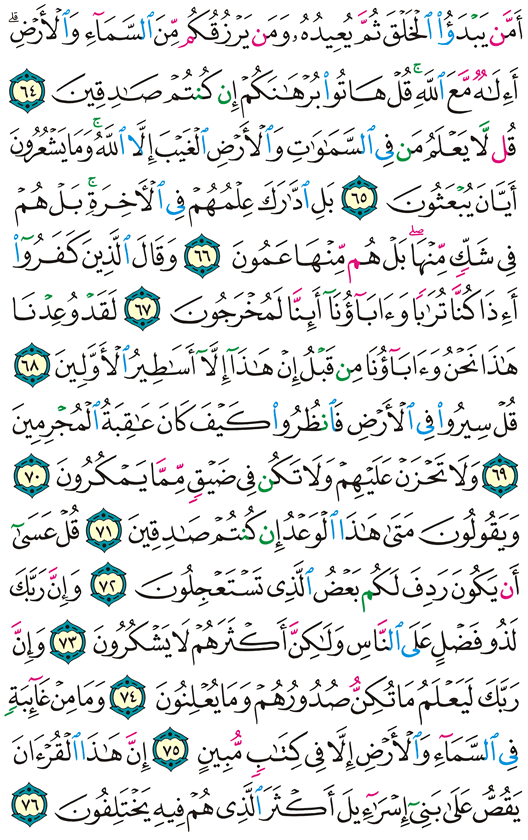 أَمَّن يَبْدَؤُا۟ ٱلْخَلْقَ ثُمَّ يُعِيدُهُۥ وَمَن يَرْزُقُكُم مِّنَ ٱلسَّمَآءِ وَٱلْأَرْضِ ۗ
أَءِلَـٰهٌ مَّعَ ٱللَّهِ ۚ قُلْ هَاتُوا۟ بُرْهَـٰنَكُمْ إِن كُنتُمْ صَـٰدِقِينَ ٦٤
قُل لَّا يَعْلَمُ مَن فِى ٱلسَّمَـٰوَٰتِ وَٱلْأَرْضِ ٱلْغَيْبَ إِلَّا ٱللَّهُ ۚ وَمَا يَشْعُرُونَ
أَيَّانَ يُبْعَثُونَ ٦٥ بَلِ ٱدَّٰرَكَ عِلْمُهُمْ فِى ٱلْـَٔاخِرَةِ ۚ بَلْ هُمْ
فِى شَكٍّ مِّنْهَا ۖ بَلْ هُم مِّنْهَا عَمُونَ ٦٦ وَقَالَ ٱلَّذِينَ كَفَرُوٓا۟
أَءِذَا كُنَّا تُرَٰبًا وَءَابَآؤُنَآ أَئِنَّا لَمُخْرَجُونَ ٦٧ لَقَدْ وُعِدْنَا
هَـٰذَا نَحْنُ وَءَابَآؤُنَا مِن قَبْلُ إِنْ هَـٰذَآ إِلَّآ أَسَـٰطِيرُ ٱلْأَوَّلِينَ ٦٨
قُلْ سِيرُوا۟ فِى ٱلْأَرْضِ فَٱنظُرُوا۟ كَيْفَ كَانَ عَـٰقِبَةُ ٱلْمُجْرِمِينَ
٦٩ وَلَا تَحْزَنْ عَلَيْهِمْ وَلَا تَكُن فِى ضَيْقٍ مِّمَّا يَمْكُرُونَ ٧٠
وَيَقُولُونَ مَتَىٰ هَـٰذَا ٱلْوَعْدُ إِن كُنتُمْ صَـٰدِقِينَ ٧١ قُلْ عَسَىٰٓ
أَن يَكُونَ رَدِفَ لَكُم بَعْضُ ٱلَّذِى تَسْتَعْجِلُونَ ٧٢ وَإِنَّ رَبَّكَ
لَذُو فَضْلٍ عَلَى ٱلنَّاسِ وَلَـٰكِنَّ أَكْثَرَهُمْ لَا يَشْكُرُونَ ٧٣ وَإِنَّ
رَبَّكَ لَيَعْلَمُ مَا تُكِنُّ صُدُورُهُمْ وَمَا يُعْلِنُونَ ٧٤ وَمَا مِنْ غَآئِبَةٍ
فِى ٱلسَّمَآءِ وَٱلْأَرْضِ إِلَّا فِى كِتَـٰبٍ مُّبِينٍ ٧٥ إِنَّ هَـٰذَا ٱلْقُرْءَانَ
يَقُصُّ عَلَىٰ بَنِىٓ إِسْرَٰٓءِيلَ أَكْثَرَ ٱلَّذِى هُمْ فِيهِ يَخْتَلِفُونَ ٧٦